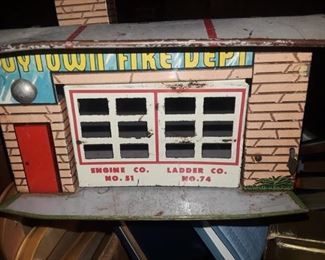 OYTOWN FIRE DEPT
ENGINE CO. LADDER CO.
NO. 51 NO. 74